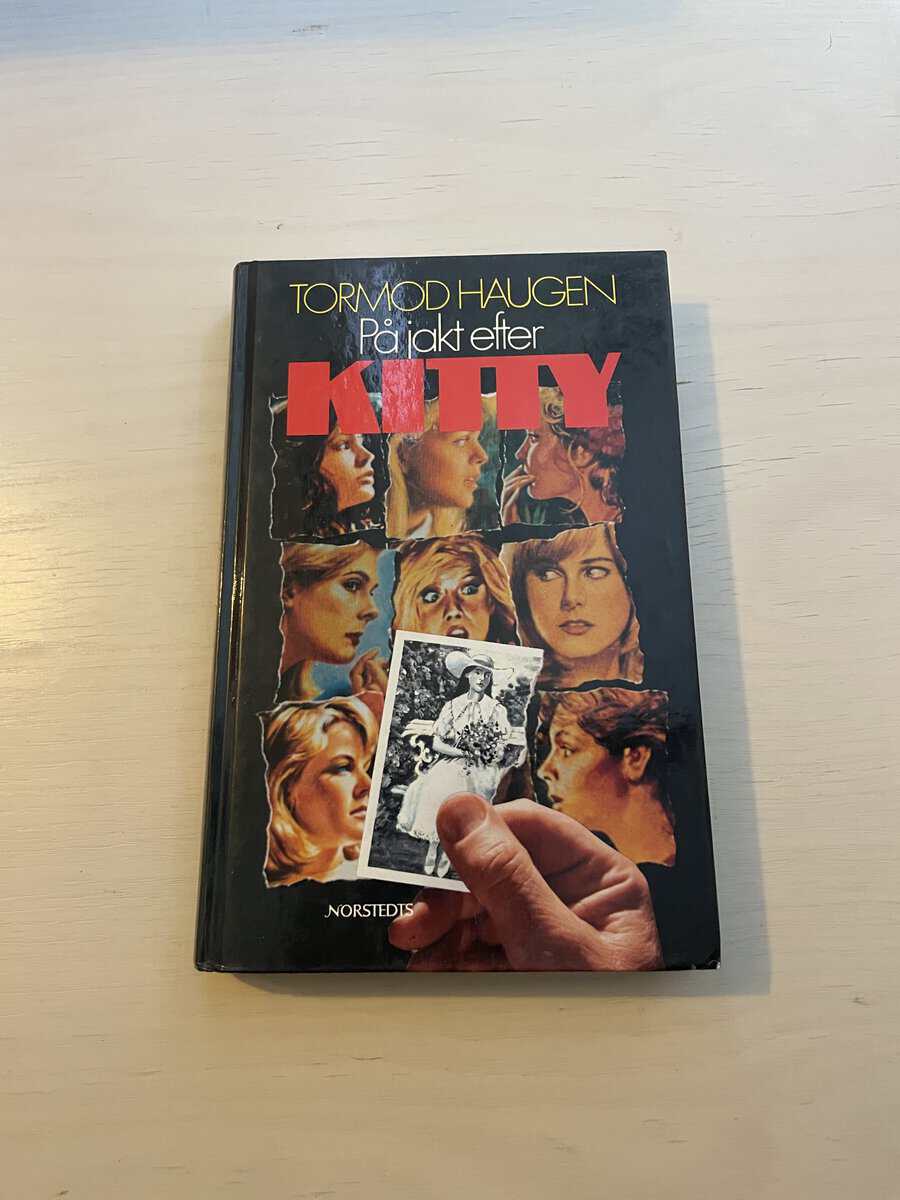 TORMOD HAUGEN
På jakt efter
KITTY
NORSTEDTS